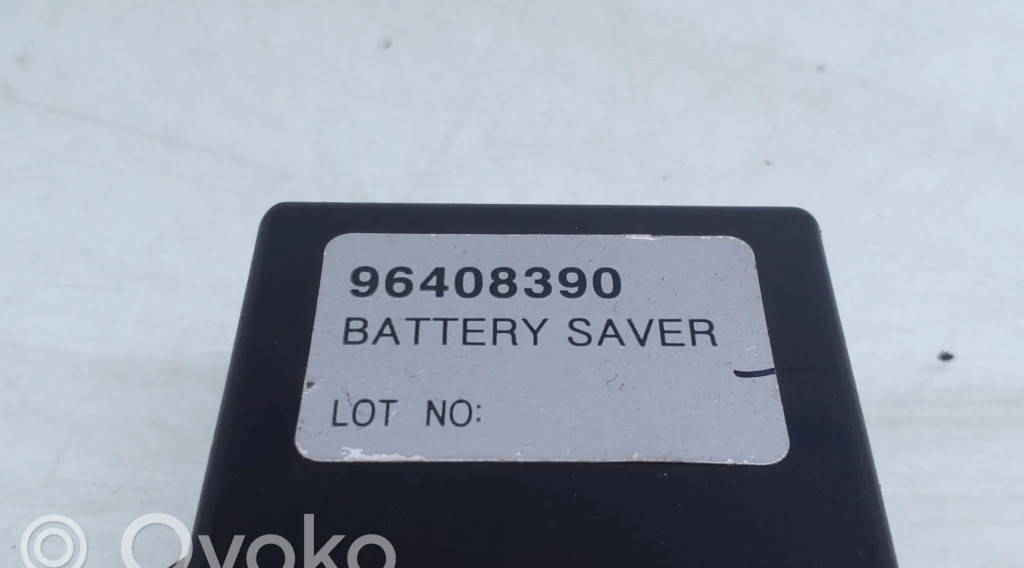 96408390
BATTERY SAVER
LOT NO:
Ovoko